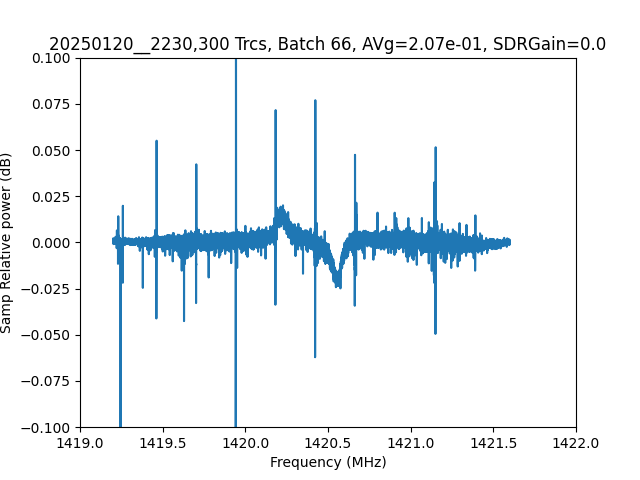 20250120__2230,300 Trcs, Batch 66, AVg=2.07e-01, SDRGain=0.0
0.100
0.075
0.050
0.025
0.000
−0.025
−0.050
−0.075
−0.100
Samp Relative power (dB)
1419.0 1419.5 1420.0 1420.5 1421.0 1421.5 1422.0
Frequency (MHz)